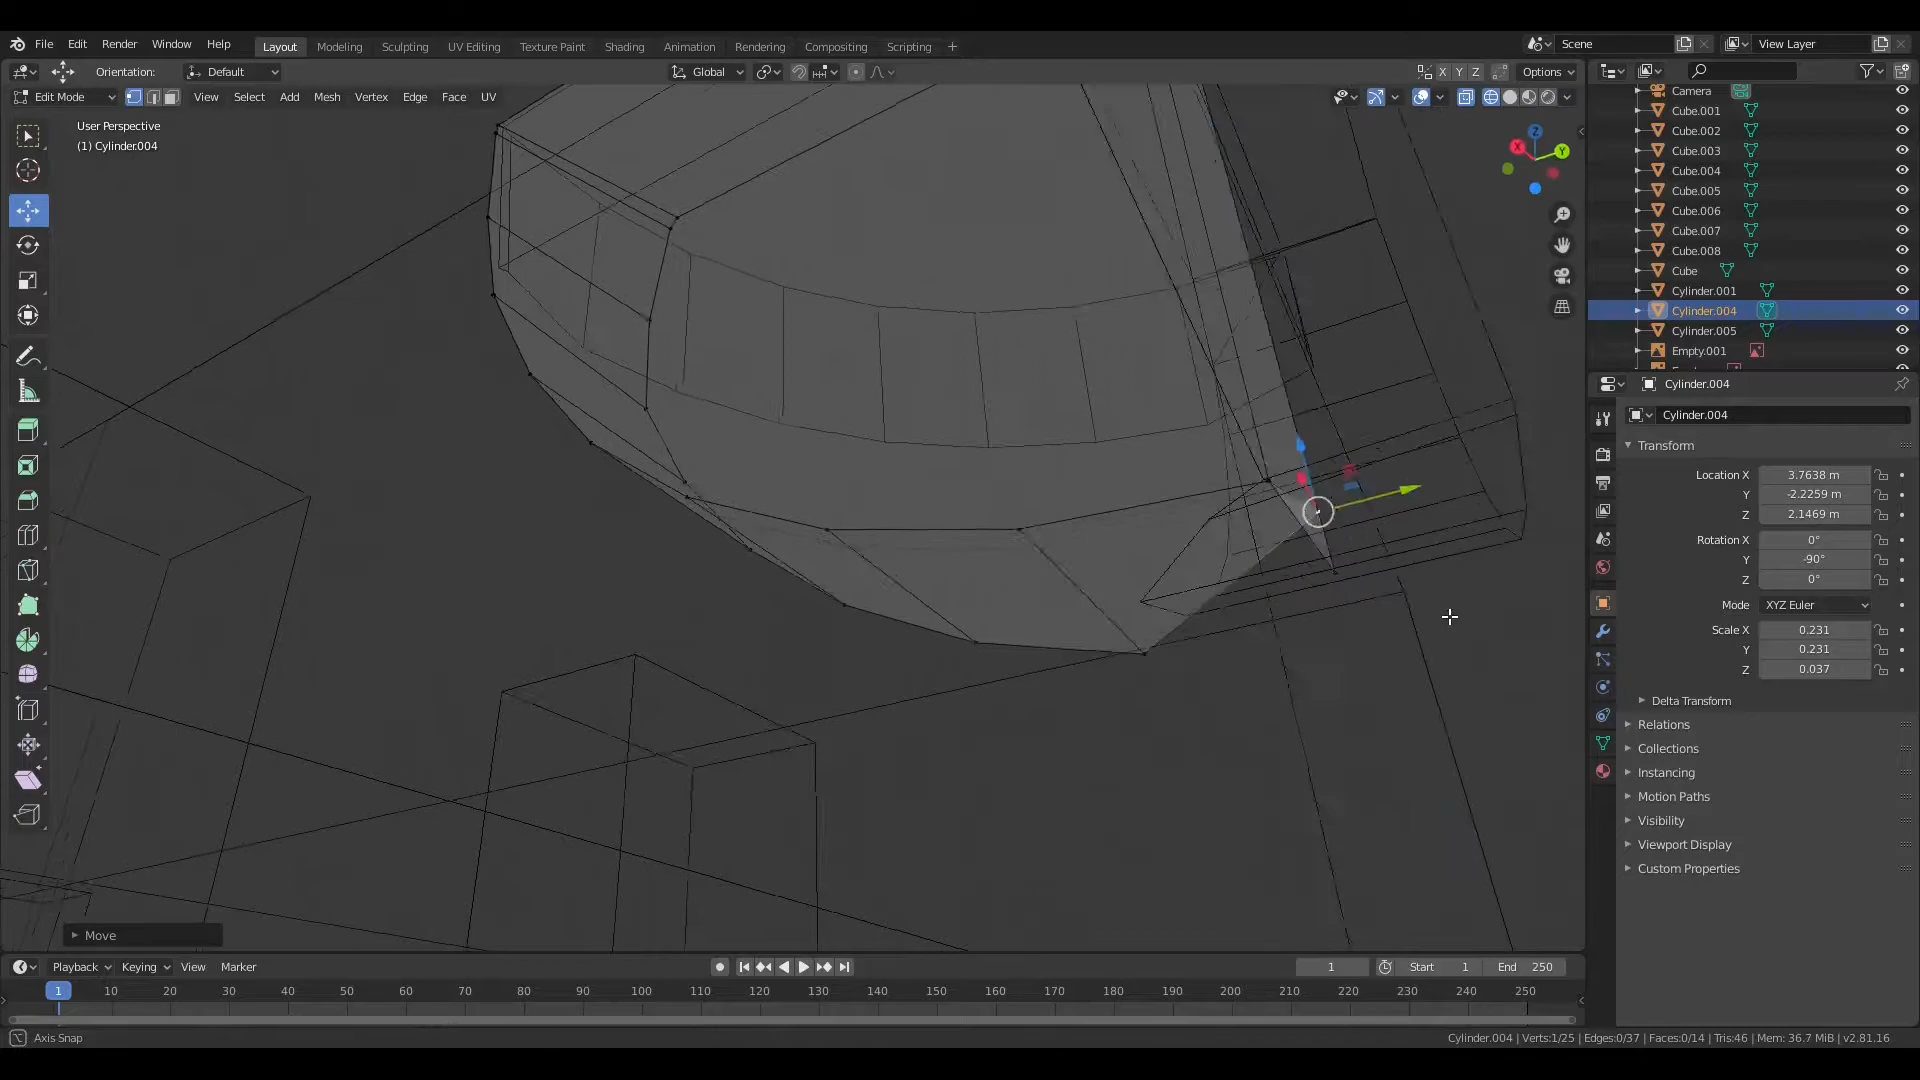 File Edit Render Window Help Layout Modeling Sculpting UV Editing Texture Paint Shading Animation Rendering Compositing Scripting + Scene View Layer
Orientation: Default Global X Y Z Options
Edit Mode View Select Add Mesh Vertex Edge Face UV
User Perspective
(1) Cylinder.004
Z
X
Y
Camera
Cube.001
Cube.002
Cube.003
Cube.004
Cube.005
Cube.006
Cube.007
Cube.008
Cube
Cylinder.001
Cylinder.004
Cylinder.005
Empty.001
Cylinder.004
Cylinder.004
Transform
Location X 3.7638 m
Y -2.2259 m
Z 2.1469 m
Rotation X 0°
Y -90°
Z 0°
Mode XYZ Euler
Scale X 0.231
Y 0.231
Z 0.037
Delta Transform
Relations
Collections
Instancing
Motion Paths
Visibility
Viewport Display
Custom Properties
Move
Playback Keying View Marker 1 Start 1 End 250
1 10 20 30 40 50 60 70 80 90 100 110 120 130 140 150 160 170 180 190 200 210 220 230 240 250
Axis Snap
Cylinder.004 | Verts:1/25 | Edges:0/37 | Faces:0/14 | Tris:46 | Mem: 36.7 MiB | v2.81.16